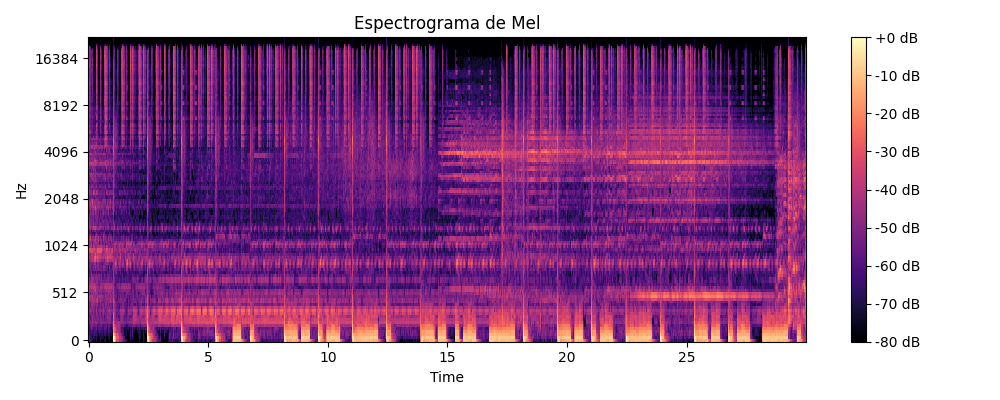 Espectrograma de Mel
Hz
16384
8192
4096
2048
1024
512
0
0 5 10 15 20 25
Time
+0 dB
-10 dB
-20 dB
-30 dB
-40 dB
-50 dB
-60 dB
-70 dB
-80 dB